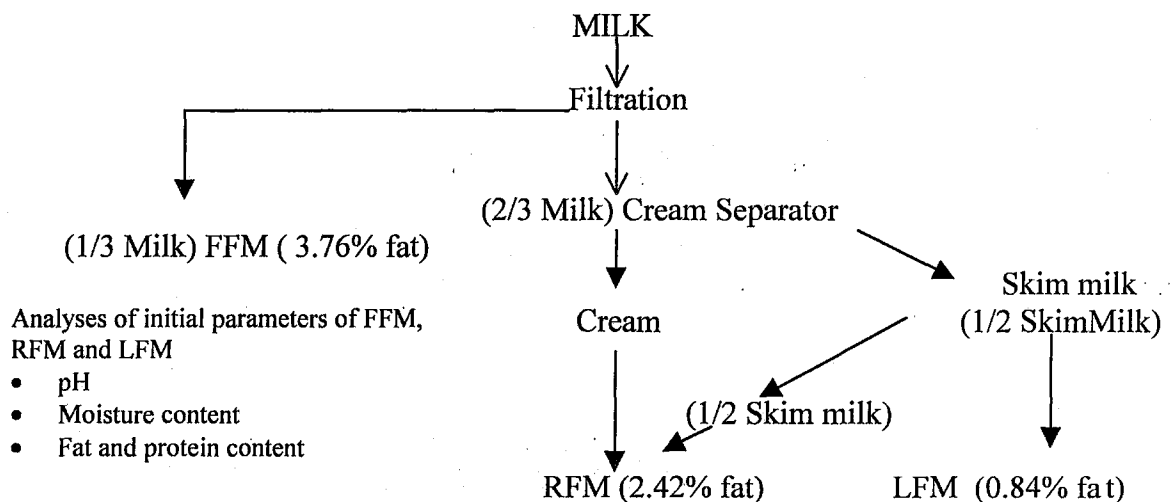 MILK
Filtration
(2/3 Milk) Cream Separator
(1/3 Milk) FFM ( 3.76% fat)
Skim milk
(1/2 SkimMilk)
Cream
Analyses of initial parameters of FFM,
RFM and LFM
• pH
• Moisture content
• Fat and protein content
(1/2 Skim milk)
RFM (2.42% fat)
LFM (0.84% fat)